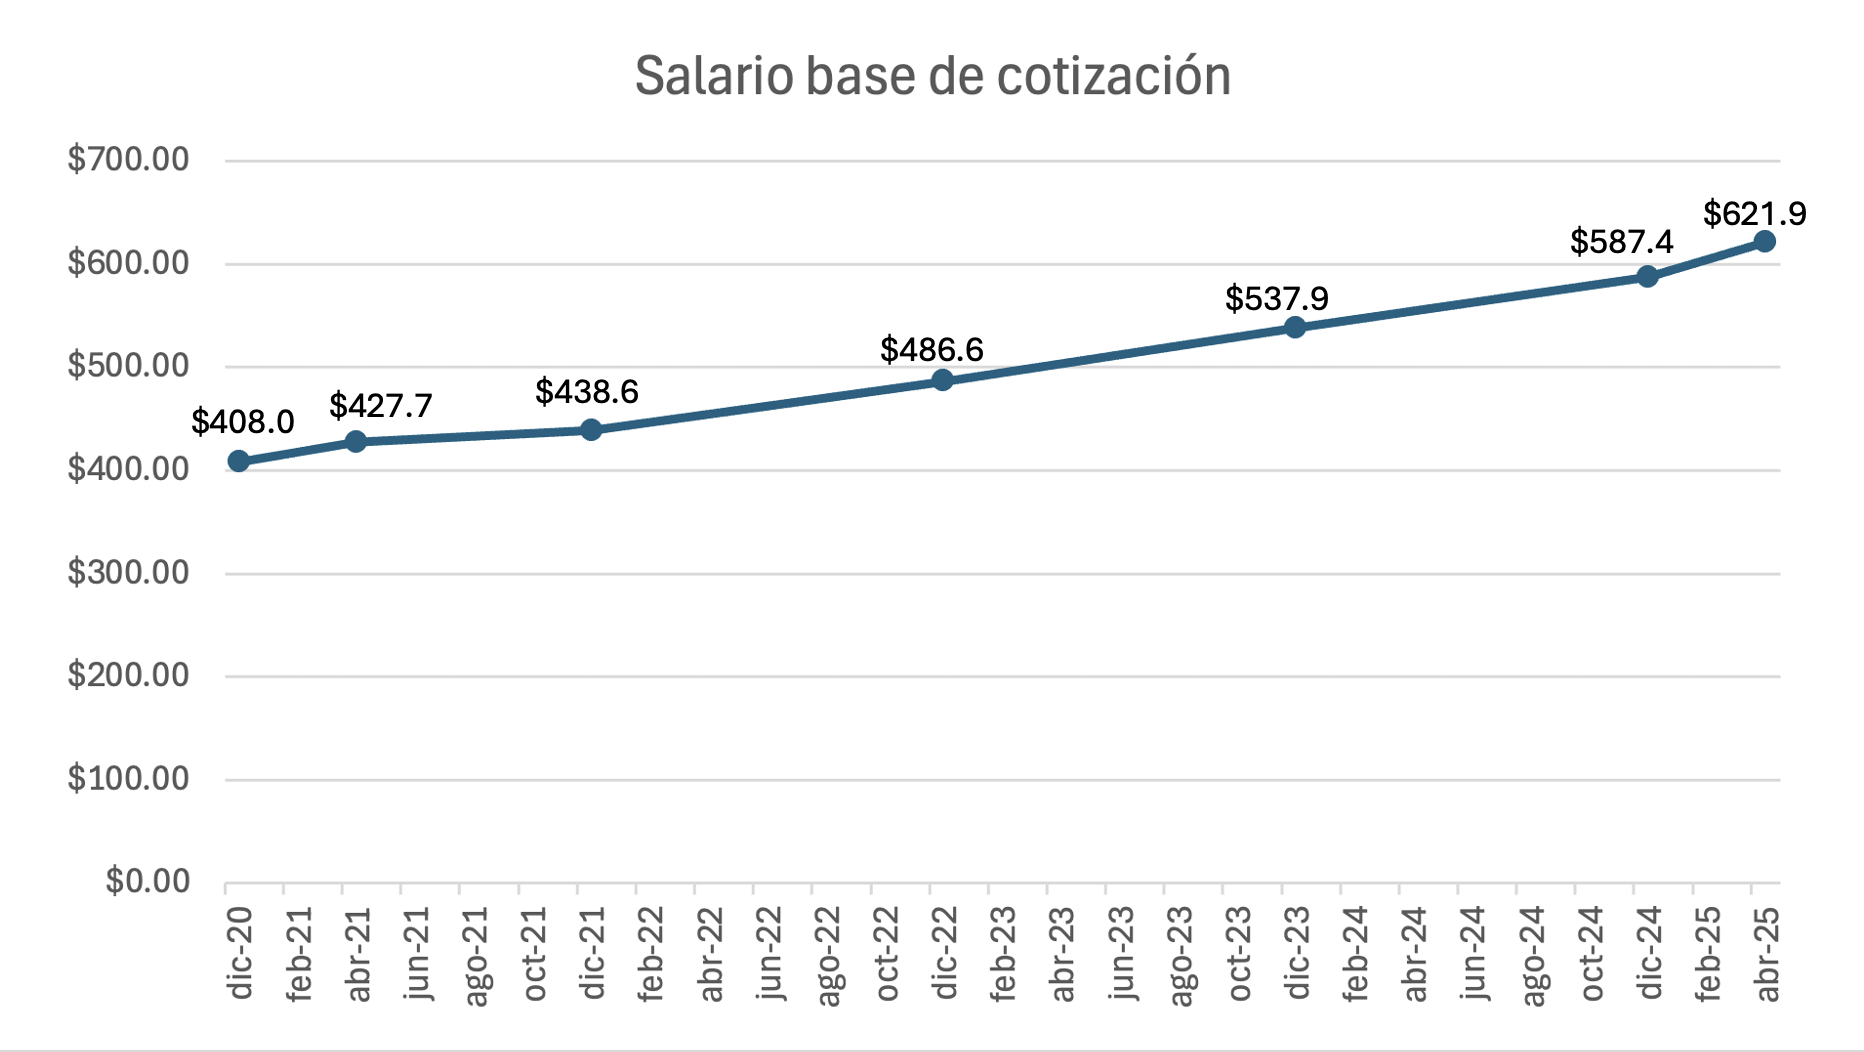 Salario base de cotización
$700.00
$600.00
$500.00
$400.00
$300.00
$200.00
$100.00
$0.00
$408.0
$427.7
$438.6
$486.6
$537.9
$587.4
$621.9
dic-20
feb-21
abr-21
jun-21
ago-21
oct-21
dic-21
feb-22
abr-22
jun-22
ago-22
oct-22
dic-22
feb-23
abr-23
jun-23
ago-23
oct-23
dic-23
feb-24
abr-24
jun-24
ago-24
oct-24
dic-24
feb-25
abr-25